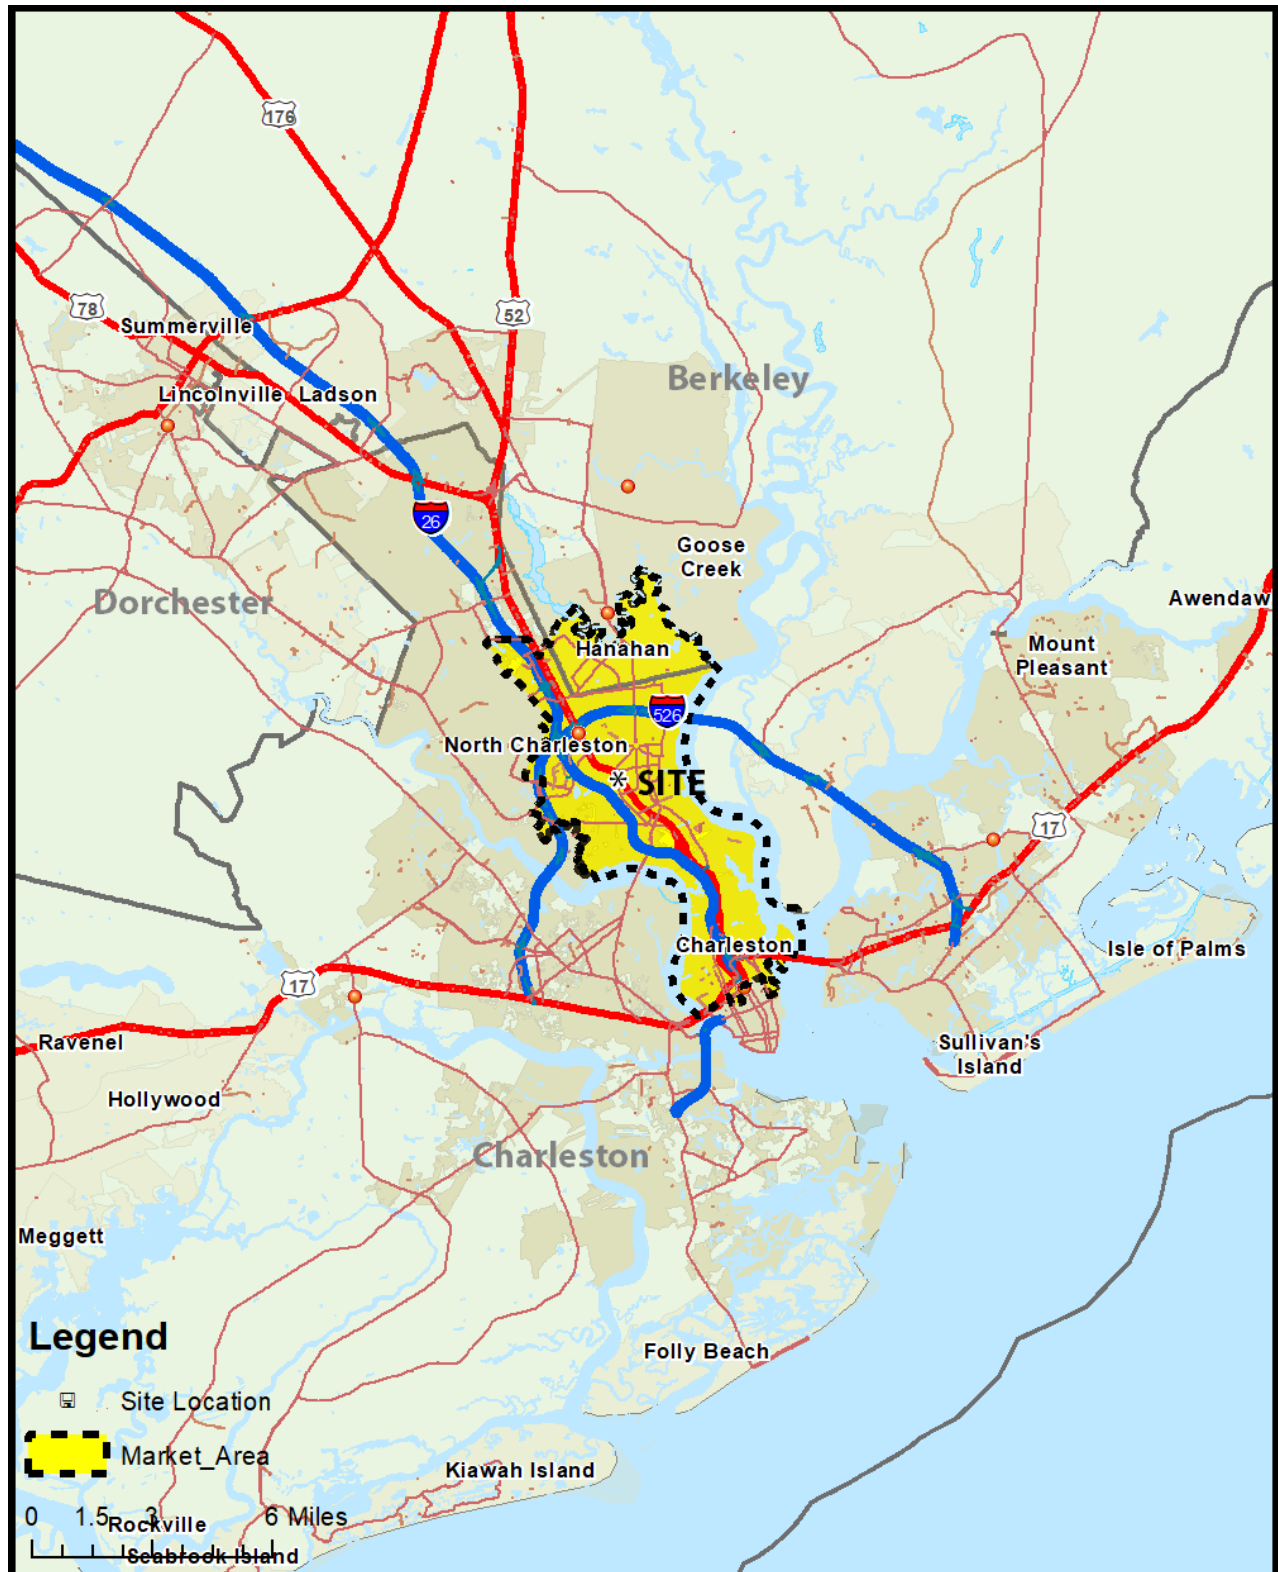 176
78
Summerville
52
Berkeley
Lincolnville
Ladson
26
Goose
Creek
Dorchester
Awendaw
Hanahan
Mount
Pleasant
526
North Charleston
* SITE
17
Charleston
Isle of Palms
17
Ravenel
Sullivan's
Island
Hollywood
Charleston
Meggett
Legend
Folly Beach
Site Location
Market_Area
Kiawah Island
0 1.5 3 6 Miles
Rockville
Seabrook Island